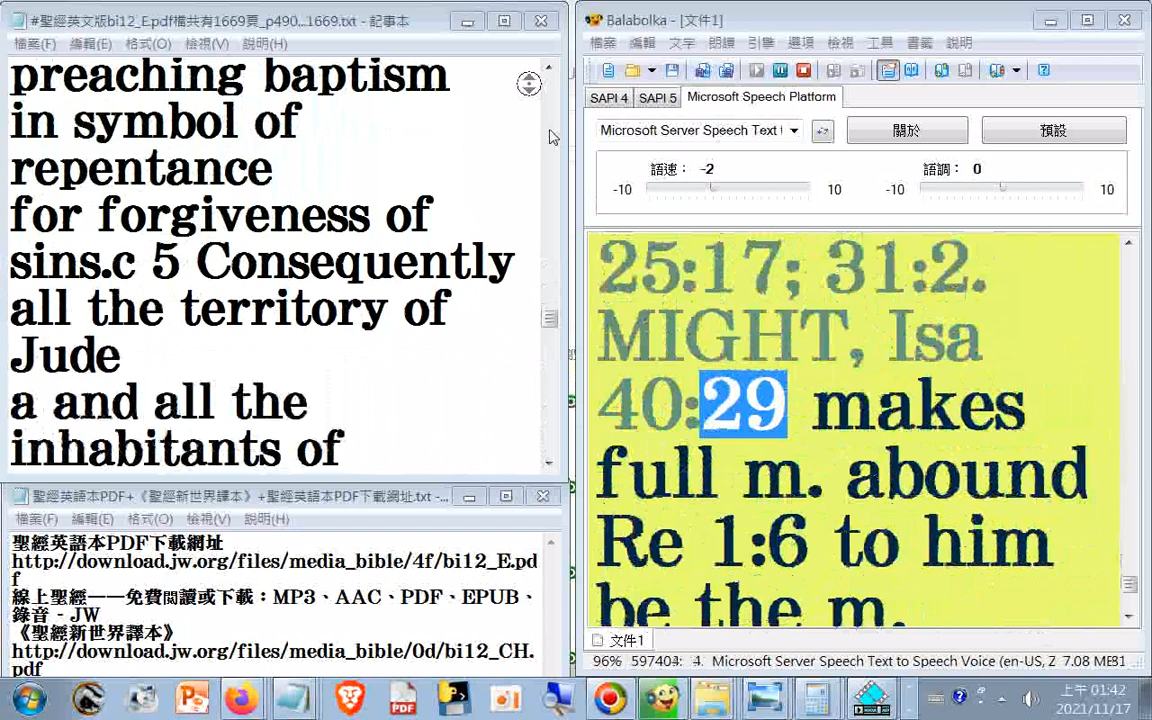 #聖經英文版bi12_E.pdf檔共有1669頁_p490...1669.txt - 記事本
檔案(F) 編輯(E) 格式(O) 檢視(V) 說明(H)
preaching baptism
in symbol of
repentance
for forgiveness of
sins.c 5 Consequently
all the territory of
Jude
a and all the
inhabitants of
聖經英語本PDF+《聖經新世界譯本》+聖經英語本PDF下載網址.txt -...
檔案(F) 編輯(E) 格式(O) 檢視(V) 說明(H)
聖經英語本PDF下載網址
http://download.jw.org/files/media_bible/4f/bi12_E.pd
f
線上聖經——免費閱讀或下載：MP3、AAC、PDF、EPUB、
錄音 - JW
《聖經新世界譯本》
http://download.jw.org/files/media_bible/0d/bi12_CH.
pdf
Balabolka - [文件1]
檔案 編輯 文字 朗讀 引擎 選項 檢視 工具 書籤 說明
SAPI 4 SAPI 5 Microsoft Speech Platform
Microsoft Server Speech Text 關於 預設
語速： -2 語調： 0
-10 10 -10 10
25:17; 31:2.
MIGHT, Isa
40:29 makes
full m. abound
Re 1:6 to him
be the m.
文件1
96% Microsoft Server Speech Text to Speech Voice (en-US, Z 7.08 MB
上午 01:42
2021/11/17